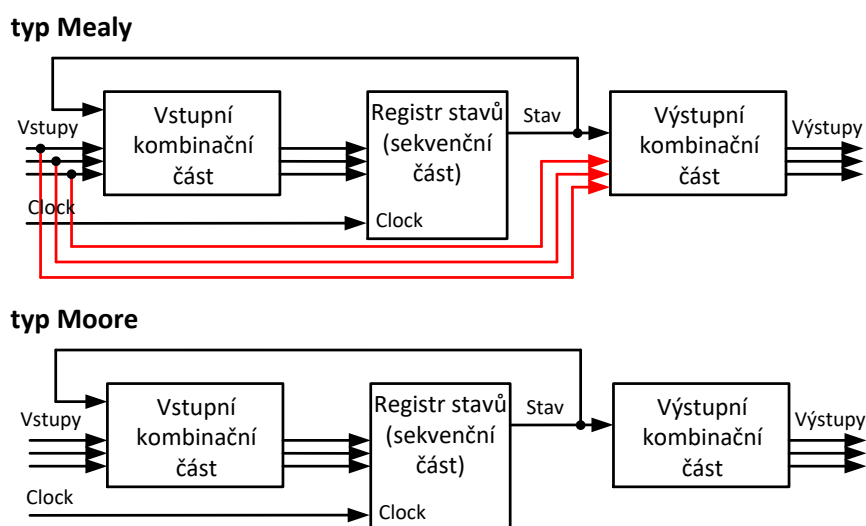 typ Mealy
Vstupy
Vstupní
kombinační
část
Registr stavů
(sekvenční
část)
Stav
Výstupní
kombinační
část
Výstupy
Clock
Clock
typ Moore
Vstupy
Vstupní
kombinační
část
Registr stavů
(sekvenční
část)
Stav
Výstupní
kombinační
část
Výstupy
Clock
Clock